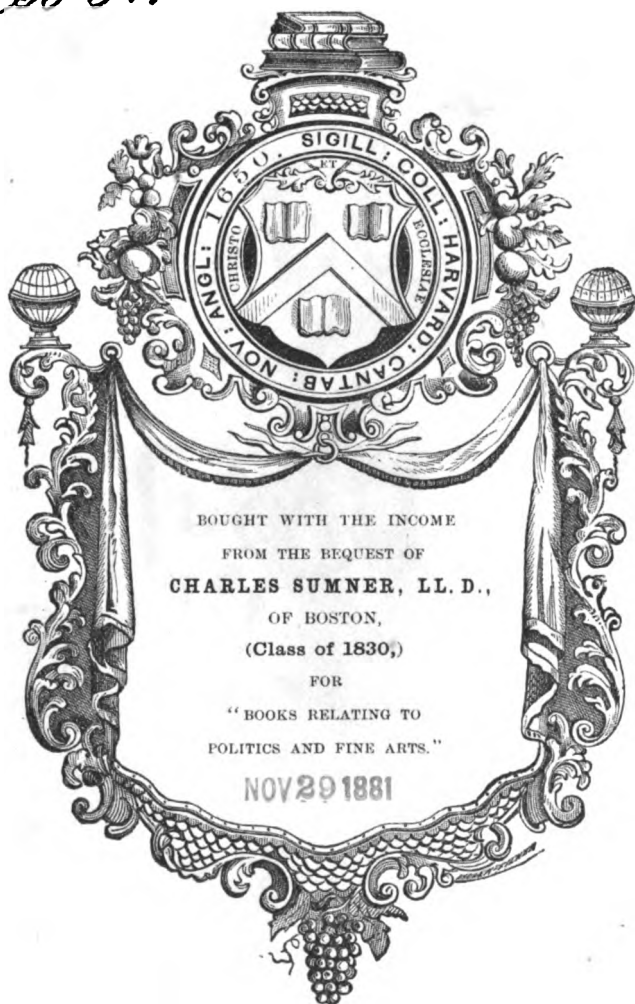 SIGILL: COLL: HARVARD: CANTAB: NOV: ANGL: 1650.
ET
CHRISTO
ECCLESIAE
BOUGHT WITH THE INCOME
FROM THE BEQUEST OF
CHARLES SUMNER, LL. D.,
OF BOSTON,
(Class of 1830,)
FOR
“BOOKS RELATING TO
POLITICS AND FINE ARTS.”
NOV 29 1881